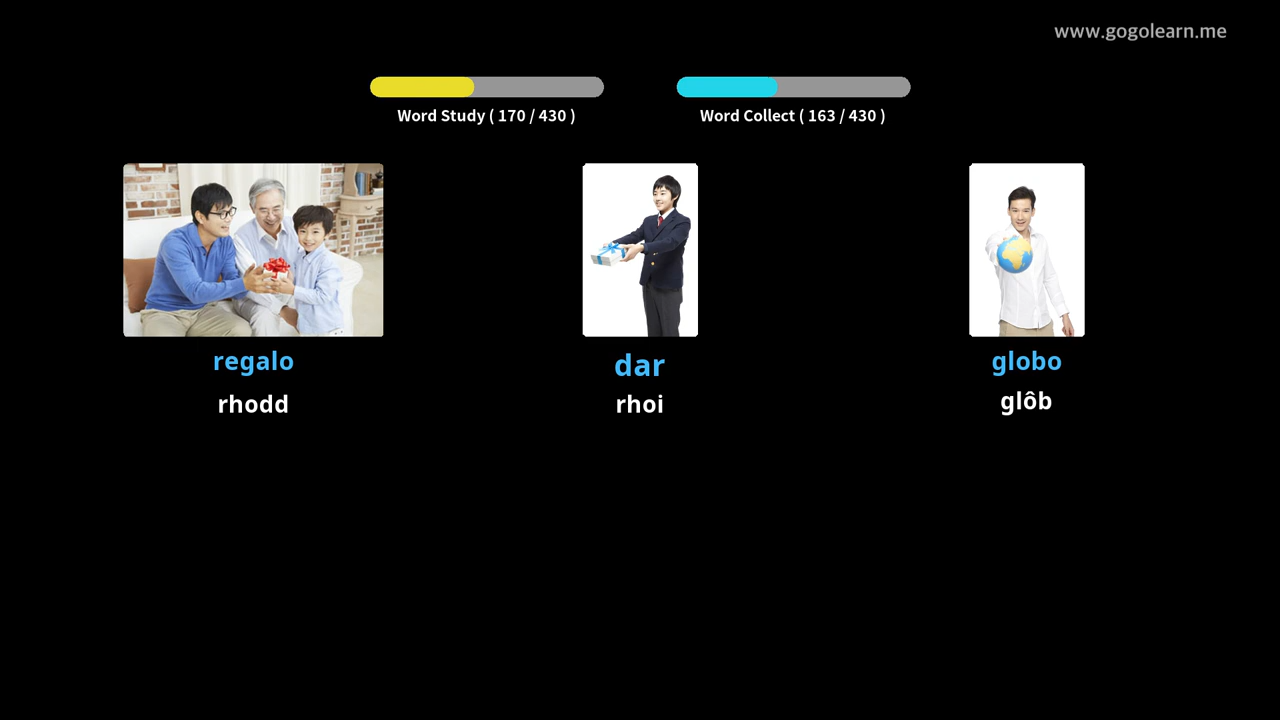 www.gogolearn.me
Word Study ( 170 / 430 )
Word Collect ( 163 / 430 )
regalo
rhodd
dar
rhoi
globo
glôb